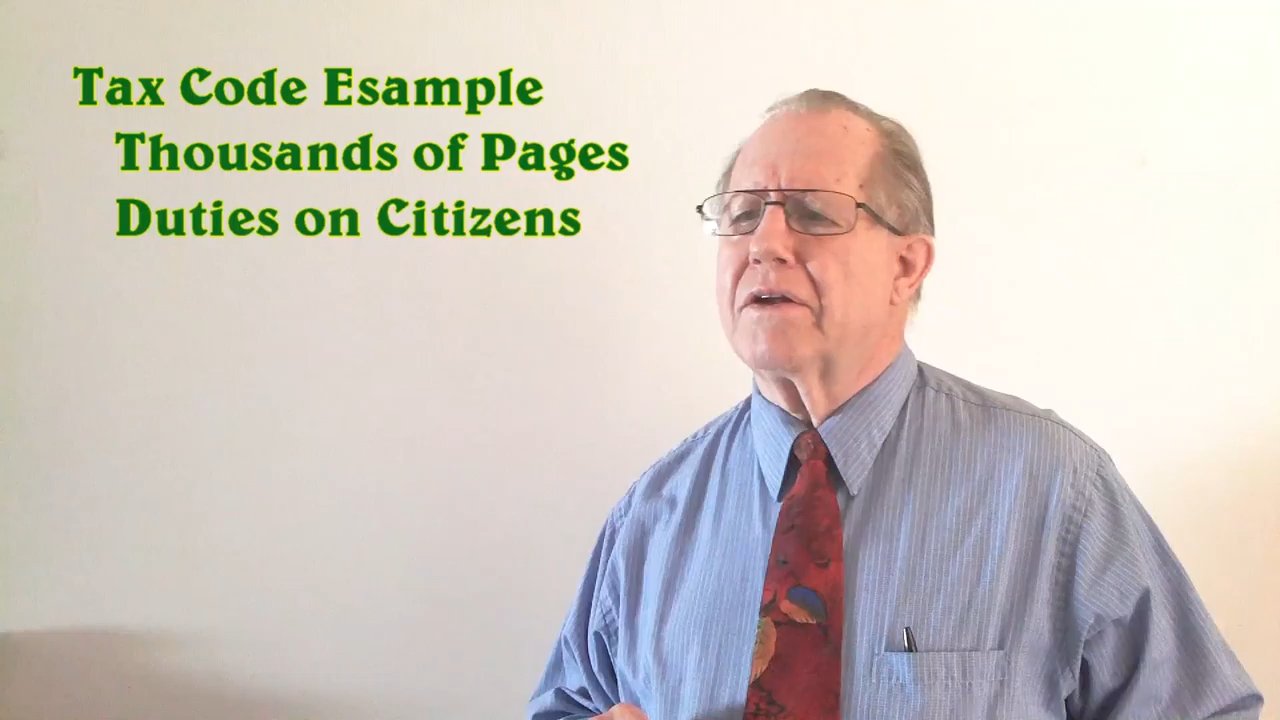 Tax Code Esample
Thousands of Pages
Duties on Citizens